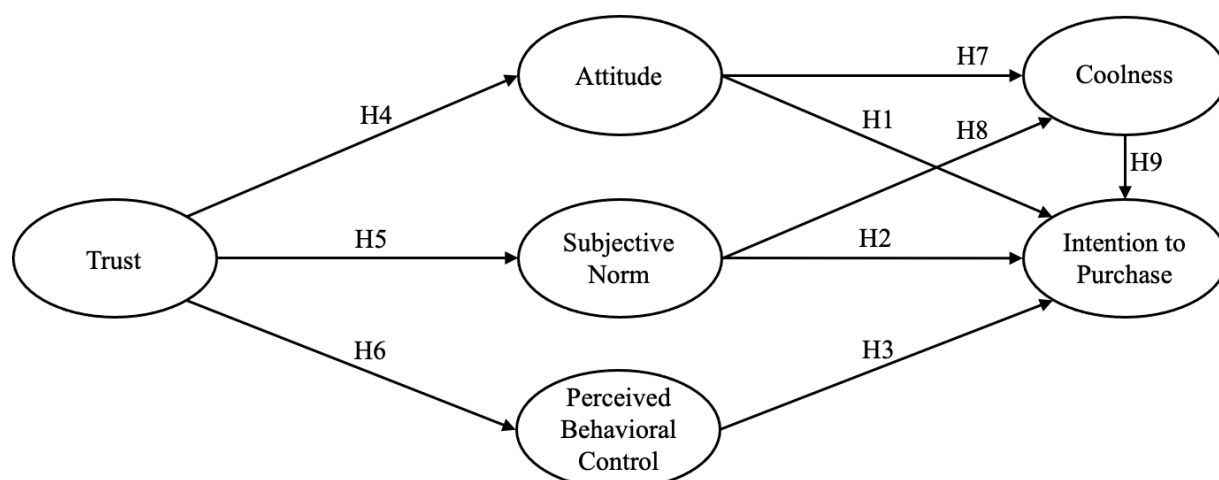 H7
Attitude
Coolness
H4
H1
H8
H9
Trust
H5
Subjective
Norm
H2
Intention to
Purchase
H6
H3
Perceived
Behavioral
Control